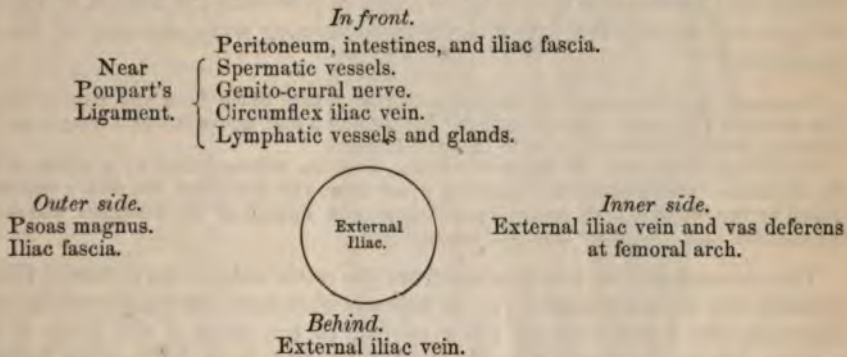 In front.
Peritoneum, intestines, and iliac fascia.
Near
Poupart's
Ligament.
Spermatic vessels.
Genito-crural nerve.
Circumflex iliac vein.
Lymphatic vessels and glands.
Outer side.
Psoas magnus.
Iliac fascia.
External
Iliac.
Inner side.
External iliac vein and vas deferens
at femoral arch.
Behind.
External iliac vein.